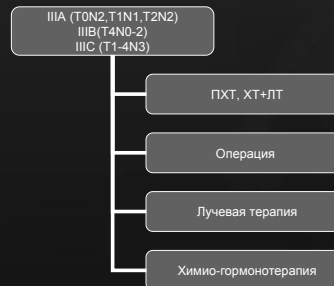 IIIA (T0N2,T1N1,T2N2)
IIIB(T4N0-2)
IIIC (T1-4N3)
ПХТ, ХТ+ЛТ
Операция
Лучевая терапия
Химио-гормонотерапия